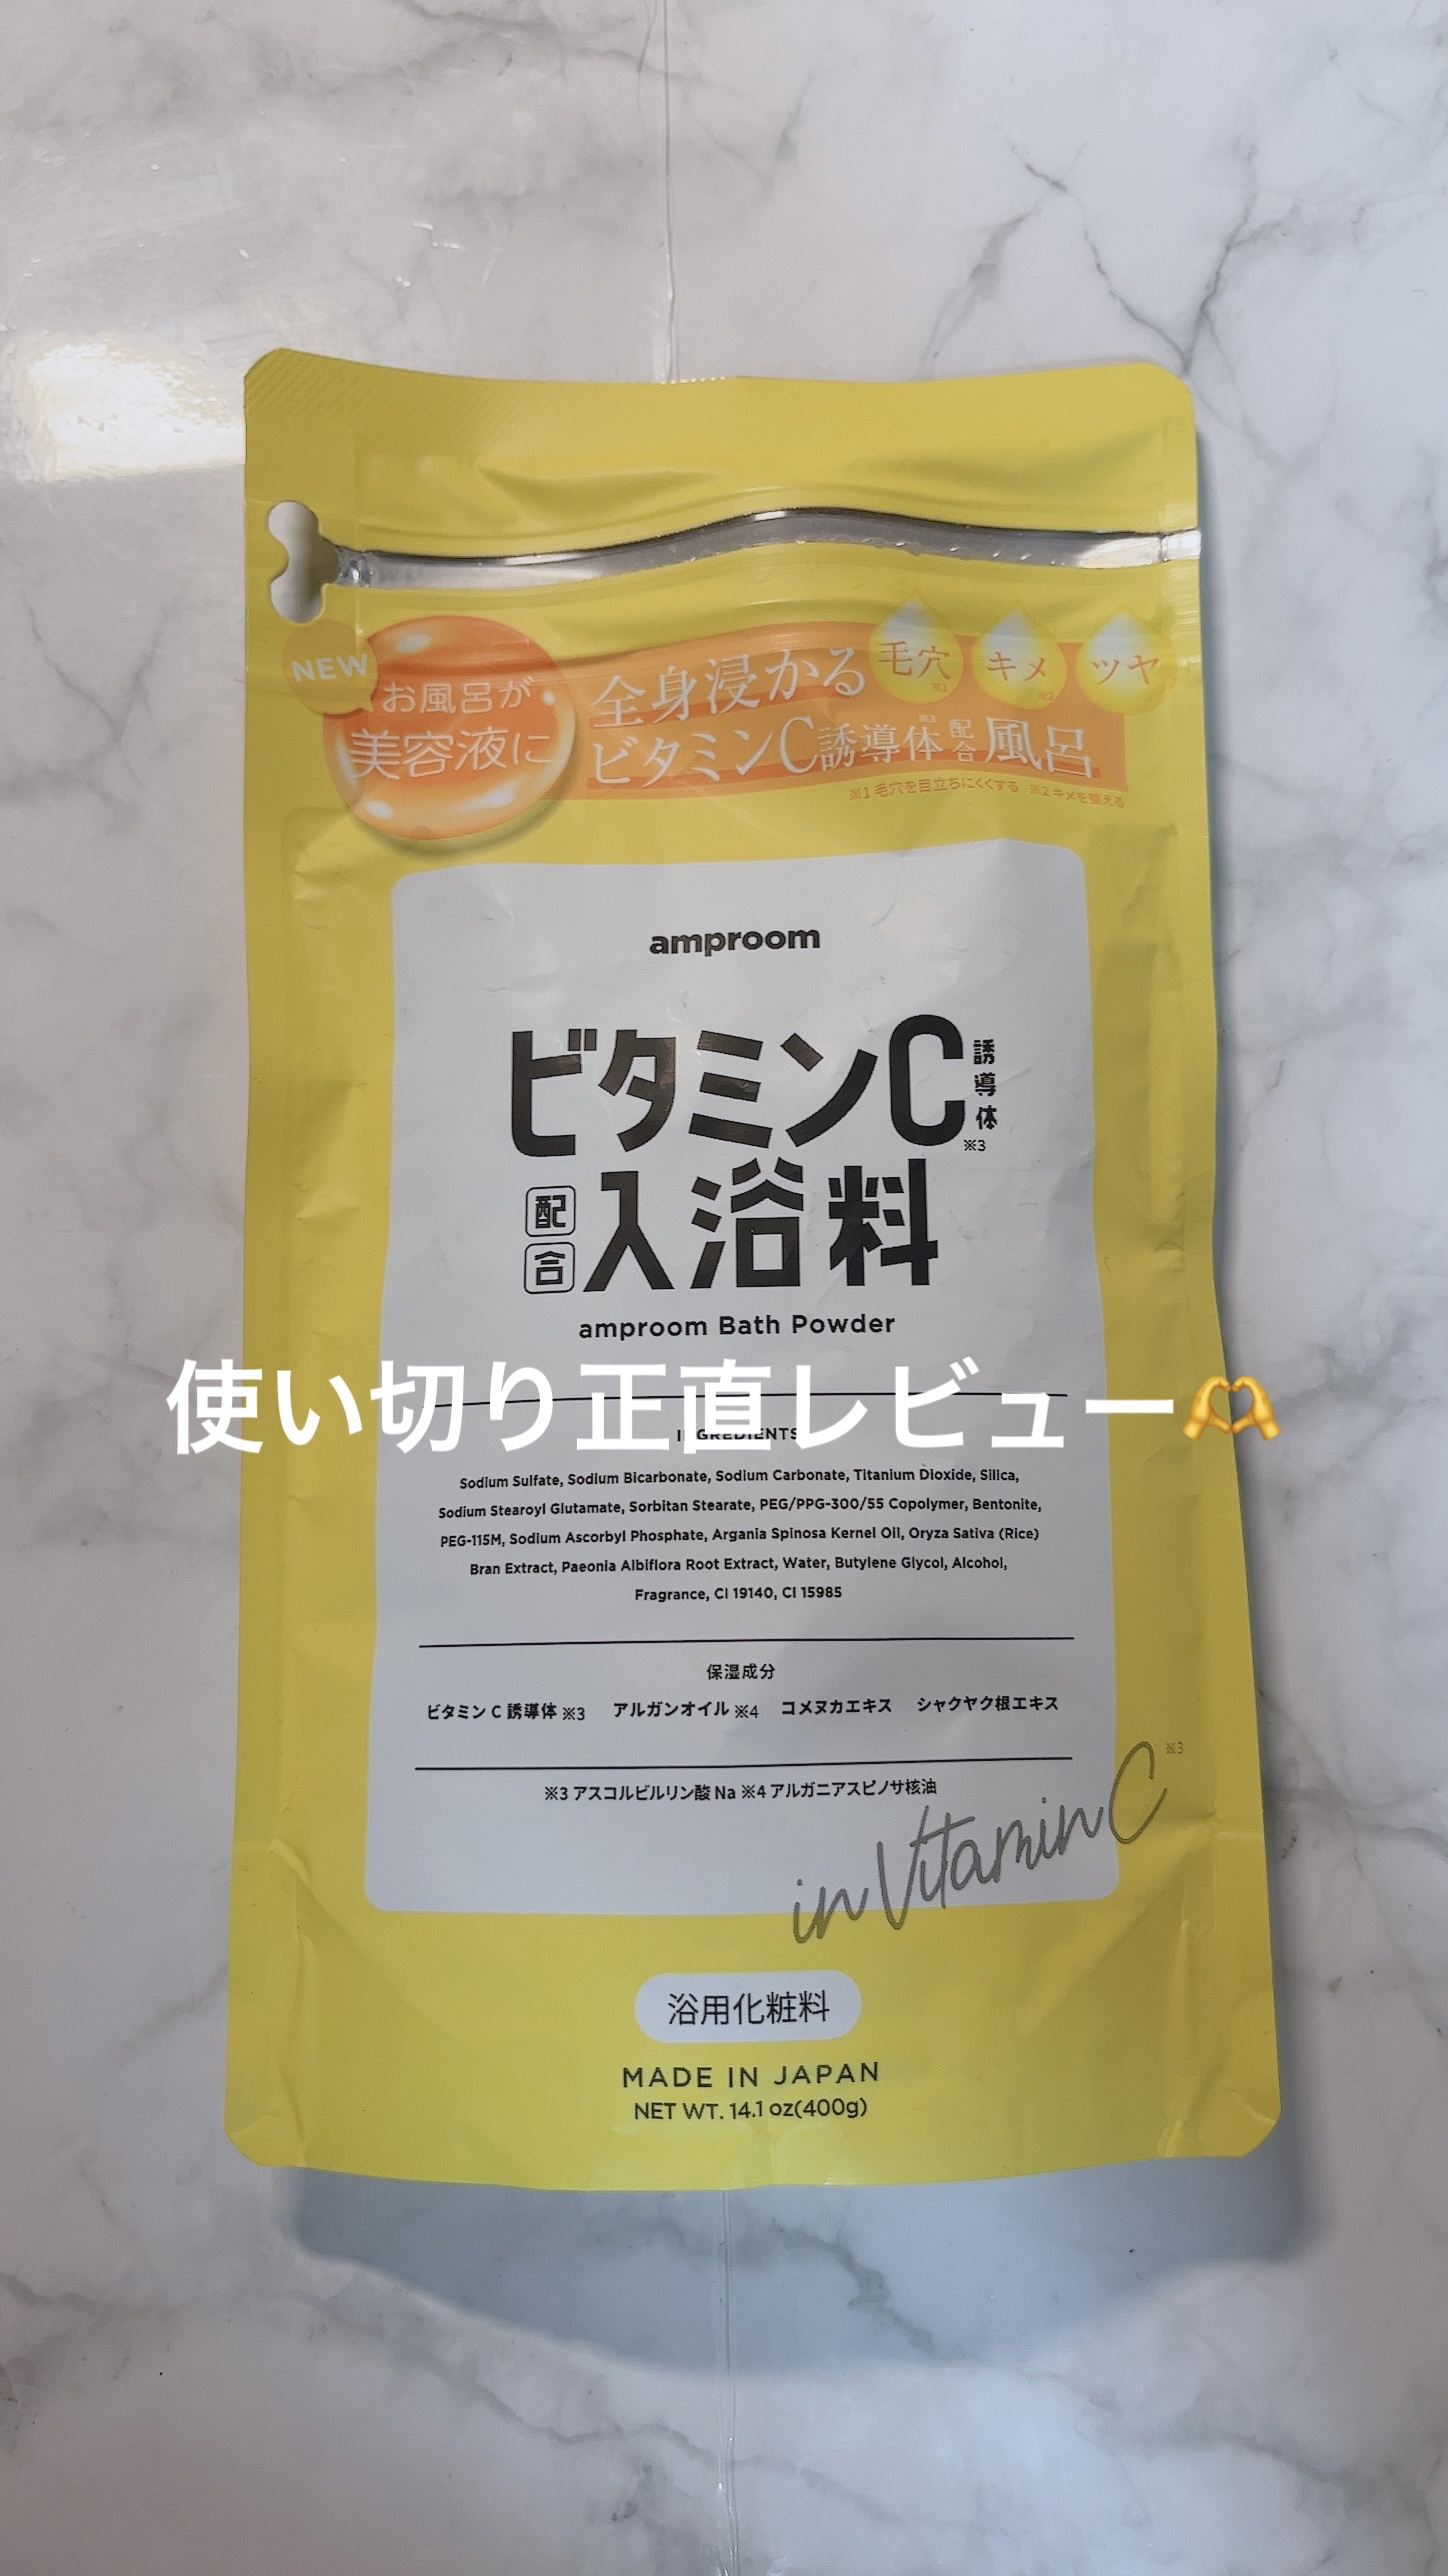 NEW
お風呂が
美容液に
全身浸かる
毛穴※1 キメ※2 ツヤ
ビタミンC誘導体※3配合風呂
※1 毛穴を目立ちにくくする ※2 キメを整える
amproom
ビタミンC誘導体※3
配合入浴料
amproom Bath Powder
使い切り正直レビュー🫶
INGREDIENTS
Sodium Sulfate, Sodium Bicarbonate, Sodium Carbonate, Titanium Dioxide, Silica,
Sodium Stearoyl Glutamate, Sorbitan Stearate, PEG/PPG-300/55 Copolymer, Bentonite,
PEG-115M, Sodium Ascorbyl Phosphate, Argania Spinosa Kernel Oil, Oryza Sativa (Rice)
Bran Extract, Paeonia Albiflora Root Extract, Water, Butylene Glycol, Alcohol,
Fragrance, CI 19140, CI 15985
保湿成分
ビタミンC誘導体※3 アルガンオイル※4 コメヌカエキス シャクヤク根エキス
※3 アスコルビルリン酸Na ※4 アルガニアスピノサ核油
in Vitamin C※3
浴用化粧料
MADE IN JAPAN
NET WT. 14.1 oz(400g)